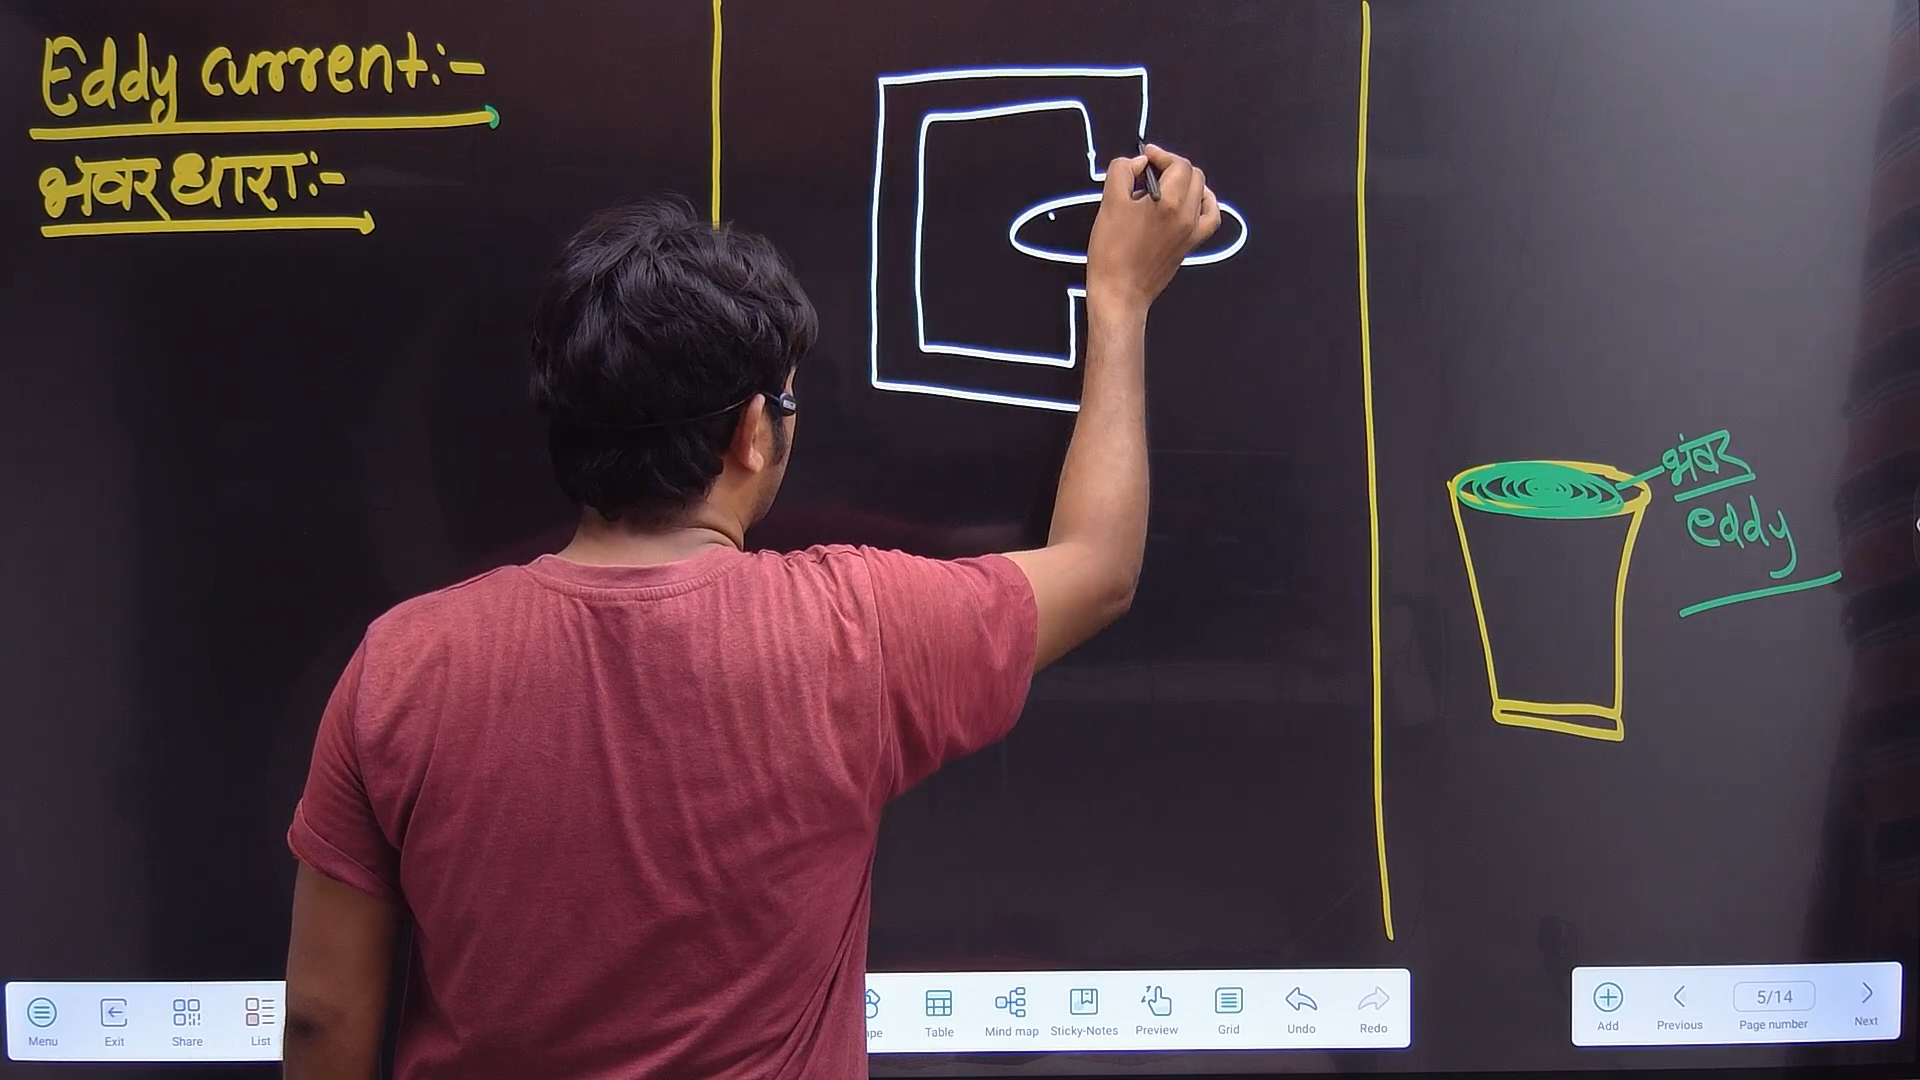 Eddy current:-
भंवर धारा:-
भंवर
eddy
Menu
Exit
Share
List
Table
Mind map
Sticky-Notes
Preview
Grid
Undo
Redo
Add
Previous
5/14
Page number
Next